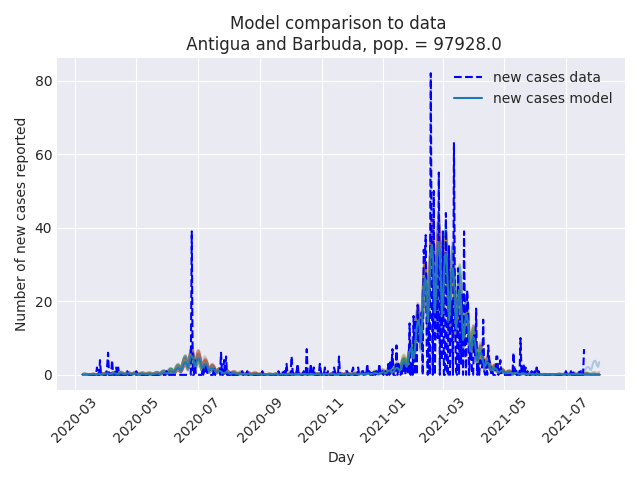 Model comparison to data
Antigua and Barbuda, pop. = 97928.0
new cases data
new cases model
Number of new cases reported
80
60
40
20
0
2020-03
2020-05
2020-07
2020-09
2020-11
2021-01
2021-03
2021-05
2021-07
Day